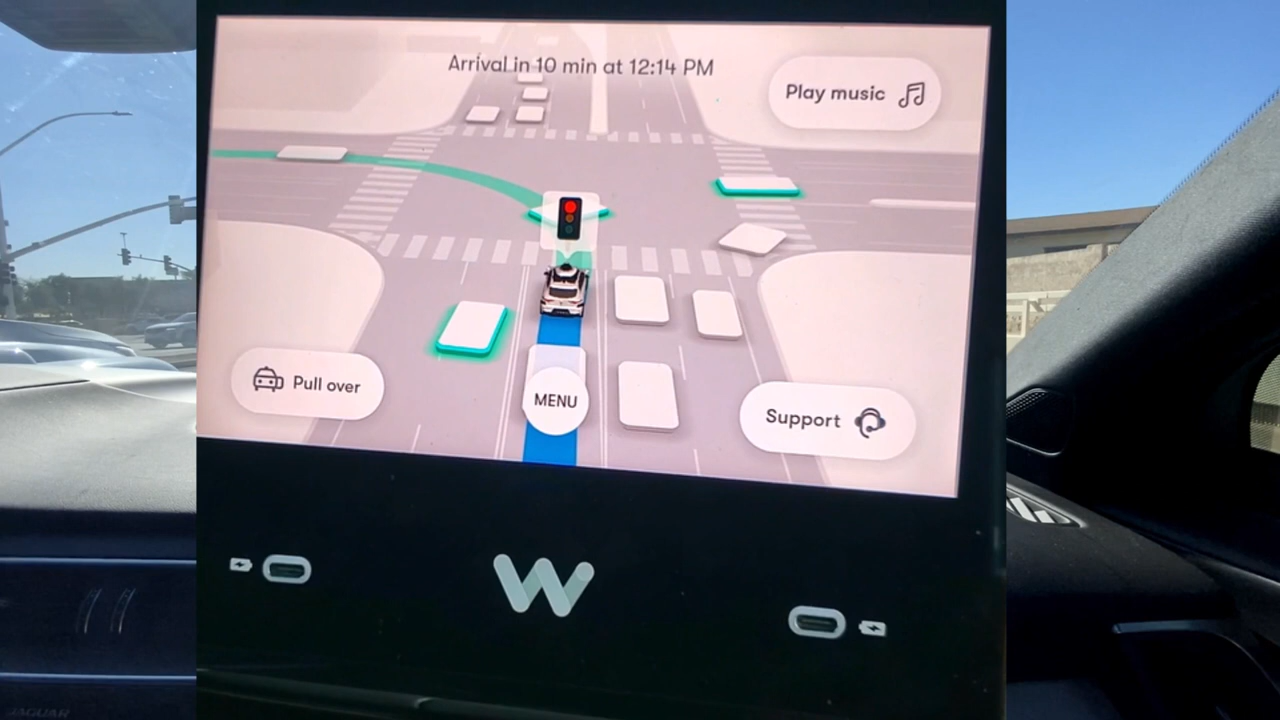 Arrival in 10 min at 12:14 PM
Play music
Pull over
MENU
Support
JAGUAR